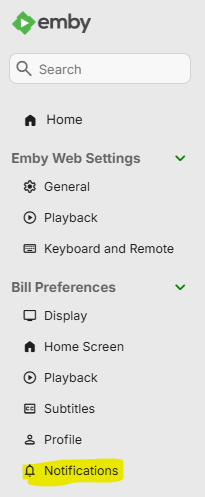 emby
Search
Home
Emby Web Settings
General
Playback
Keyboard and Remote
Bill Preferences
Display
Home Screen
Playback
Subtitles
Profile
Notifications